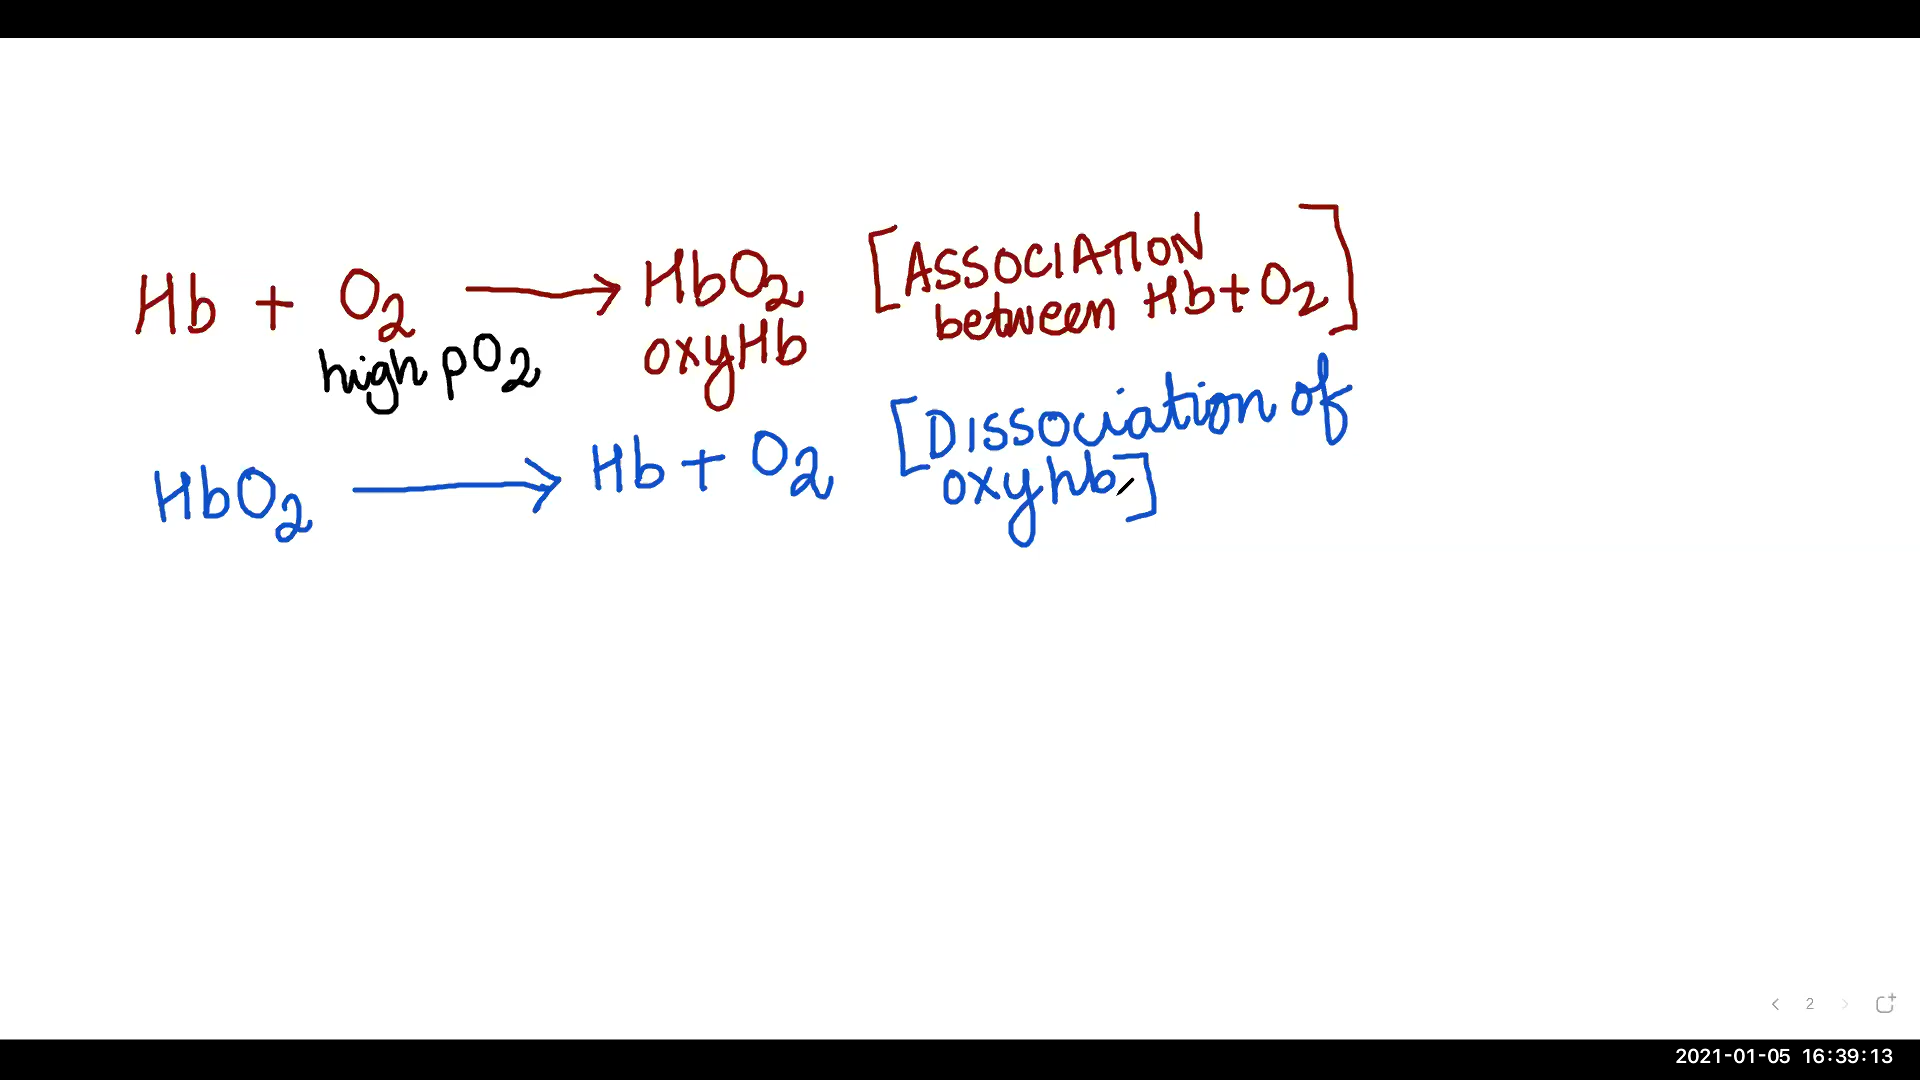 Hb + O₂ → HbO₂ [ASSOCIATION
between Hb + O₂]
high pO₂ oxyHb
HbO₂ → Hb + O₂ [Dissociation of
oxyhb]
2
2021-01-05 16:39:13